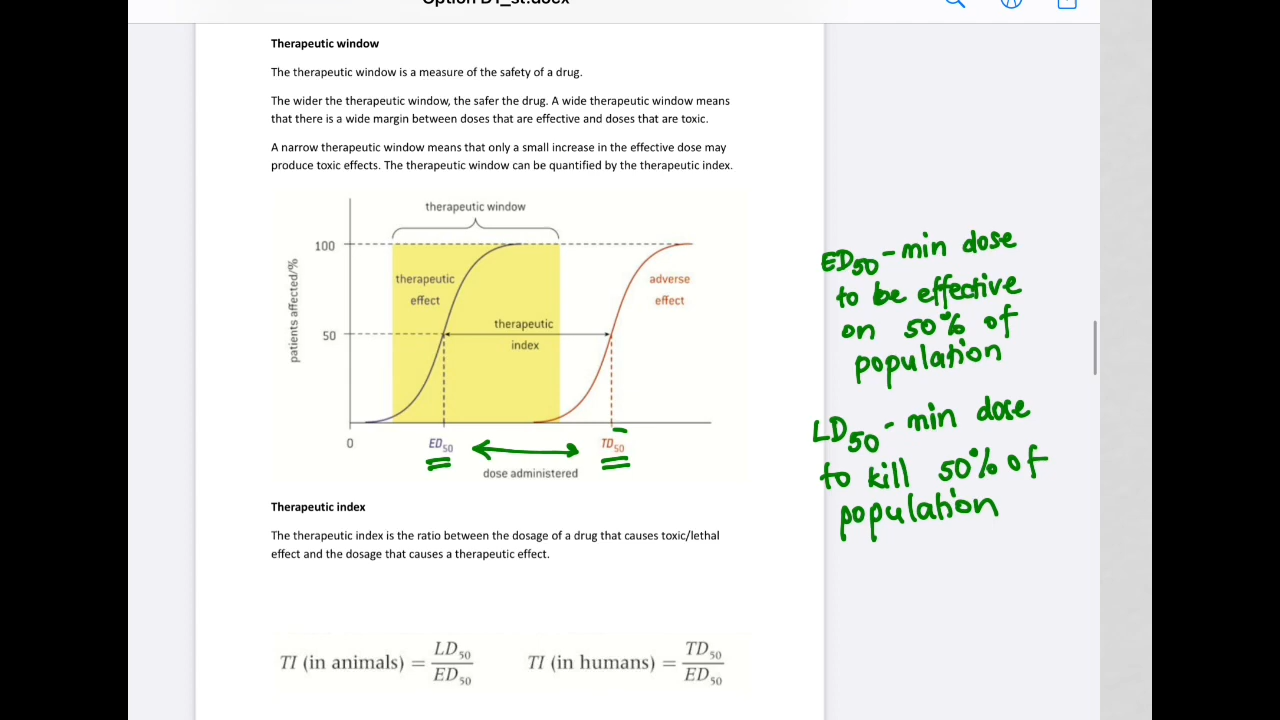 Option D1_st.docx
Therapeutic window
The therapeutic window is a measure of the safety of a drug.
The wider the therapeutic window, the safer the drug. A wide therapeutic window means
that there is a wide margin between doses that are effective and doses that are toxic.
A narrow therapeutic window means that only a small increase in the effective dose may
produce toxic effects. The therapeutic window can be quantified by the therapeutic index.
therapeutic window
100
patients affected/%
therapeutic
effect
adverse
effect
therapeutic
index
50
0
ED50
TD50
dose administered
ED50 - min dose
to be effective
on 50% of
population
LD50 - min dose
to kill 50% of
population
Therapeutic index
The therapeutic index is the ratio between the dosage of a drug that causes toxic/lethal
effect and the dosage that causes a therapeutic effect.
TI (in animals) = LD50 / ED50
TI (in humans) = TD50 / ED50